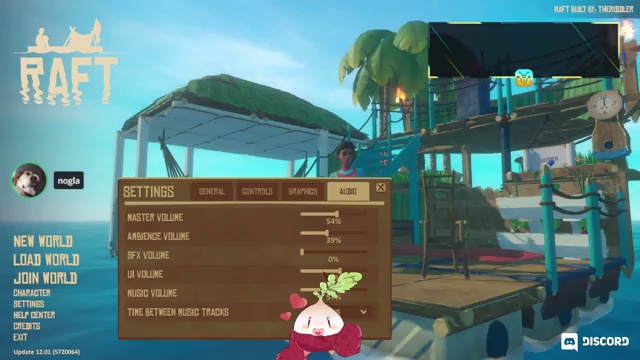 RAFT BUILT BY: THERIDDLER
RAFT
nogla
SETTINGS
GENERAL
CONTROLS
GRAPHICS
AUDIO
MASTER VOLUME
54%
AMBIENCE VOLUME
39%
SFX VOLUME
0%
UI VOLUME
MUSIC VOLUME
TIME BETWEEN MUSIC TRACKS
NEW WORLD
LOAD WORLD
JOIN WORLD
CHARACTER
SETTINGS
HELP CENTER
CREDITS
EXIT
Update 12.01 (5720064)
DISCORD